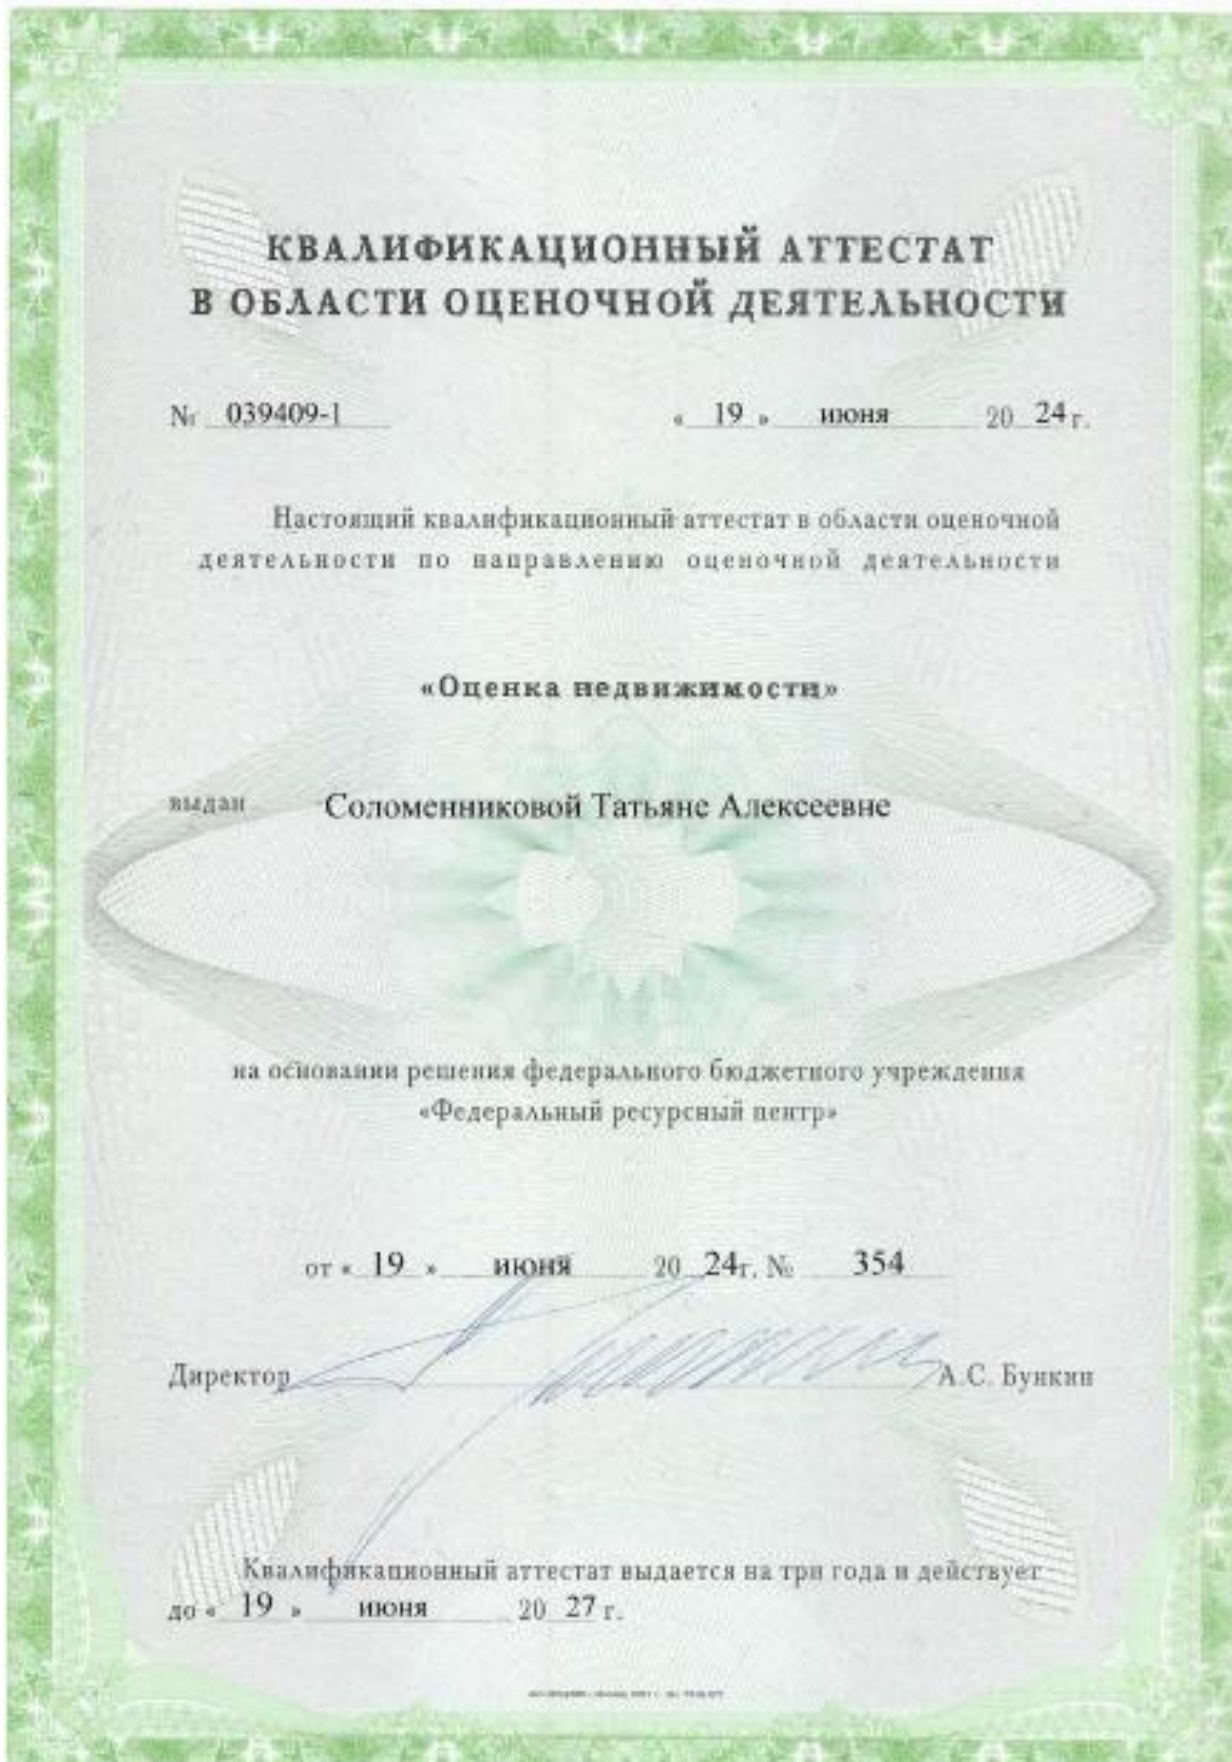 КВАЛИФИКАЦИОННЫЙ АТТЕСТАТ
В ОБЛАСТИ ОЦЕНОЧНОЙ ДЕЯТЕЛЬНОСТИ
№ 039409-1 « 19 » июня 20 24 г.
Настоящий квалификационный аттестат в области оценочной
деятельности по направлению оценочной деятельности
«Оценка недвижимости»
выдан Соломенниковой Татьяне Алексеевне
на основании решения федерального бюджетного учреждения
«Федеральный ресурсный центр»
от « 19 » июня 20 24г. № 354
Директор А.С. Бункин
Квалификационный аттестат выдается на три года и действует
до « 19 » июня 20 27 г.